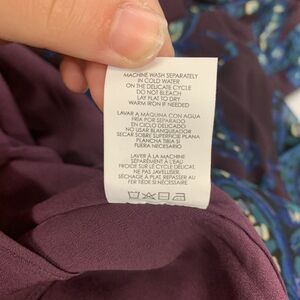 MACHINE WASH SEPARATELY
IN COLD WATER
ON THE DELICATE CYCLE
DO NOT BLEACH
LAY FLAT TO DRY
WARM IRON IF NEEDED
LAVAR A MAQUINA CON AGUA
FRIA POR SEPARADO
EN CICLO DELICADO
NO USAR BLANQUEADOR
SECAR SOBRE SUPERFICIE PLANA
PLANCHA TIBIA SI
FUERA NECESARIO
LAVER À LA MACHINE
SÉPARÉMENT À L'EAU
FROIDE SUR LE CYCLE DÉLICAT.
NE PAS JAVELLISER.
SÉCHAGE À PLAT, REPASSER AU
FER TIÈDE SI NÉCESSAIRE.